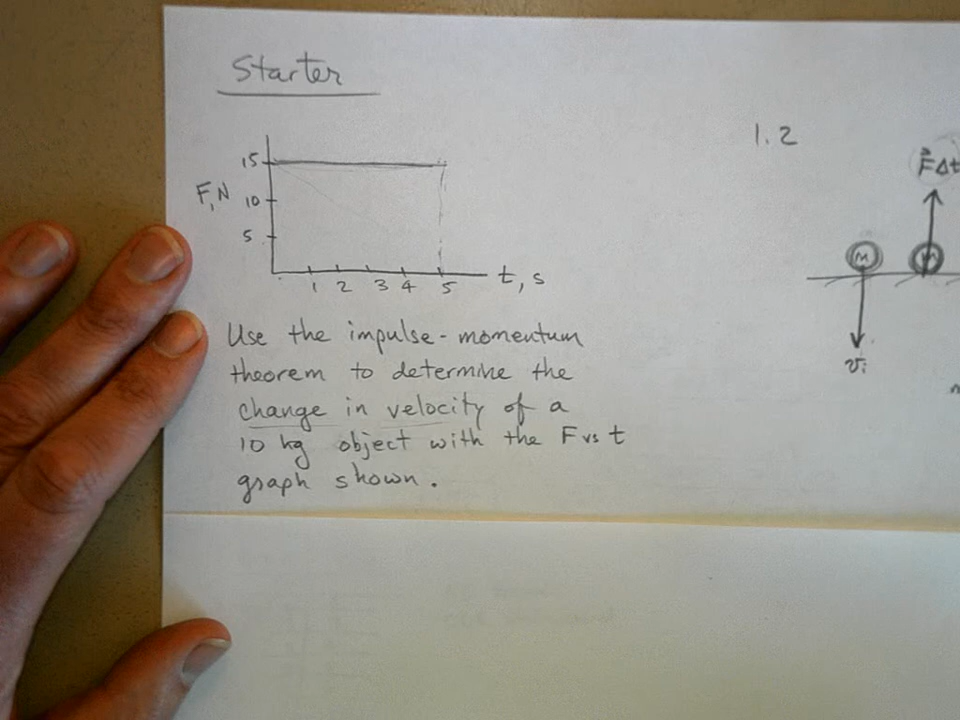 Starter
15
F, N
10
5
1 2 3 4 5
t, s
Use the impulse-momentum
theorem to determine the
change in velocity of a
10 kg object with the F vs t
graph shown.
1.2
FΔt
M
vi